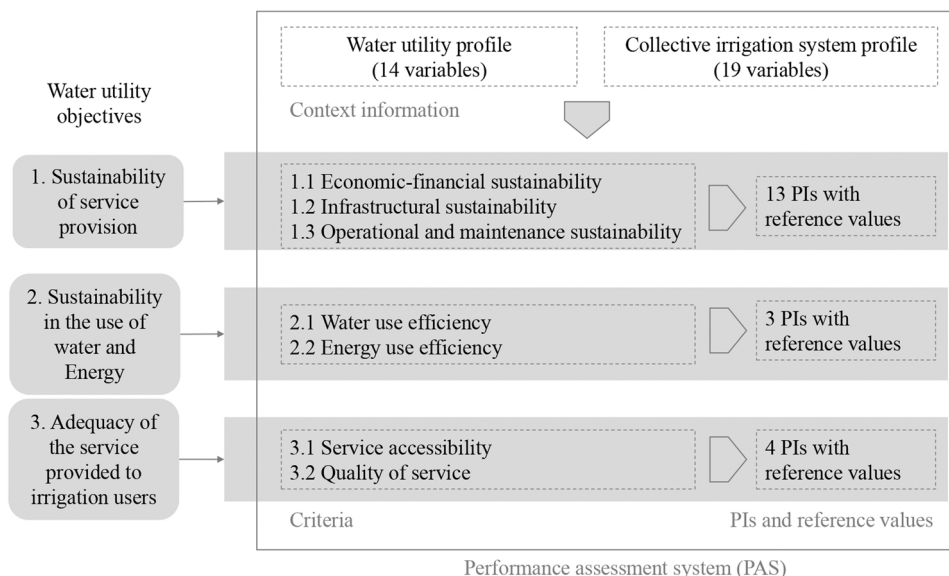 Water utility profile
(14 variables)
Collective irrigation system profile
(19 variables)
Context information
Water utility
objectives
1. Sustainability
of service
provision
1.1 Economic-financial sustainability
1.2 Infrastructural sustainability
1.3 Operational and maintenance sustainability
13 PIs with
reference values
2. Sustainability
in the use of
water and
Energy
2.1 Water use efficiency
2.2 Energy use efficiency
3 PIs with
reference values
3. Adequacy of
the service
provided to
irrigation users
3.1 Service accessibility
3.2 Quality of service
4 PIs with
reference values
Criteria
PIs and reference values
Performance assessment system (PAS)